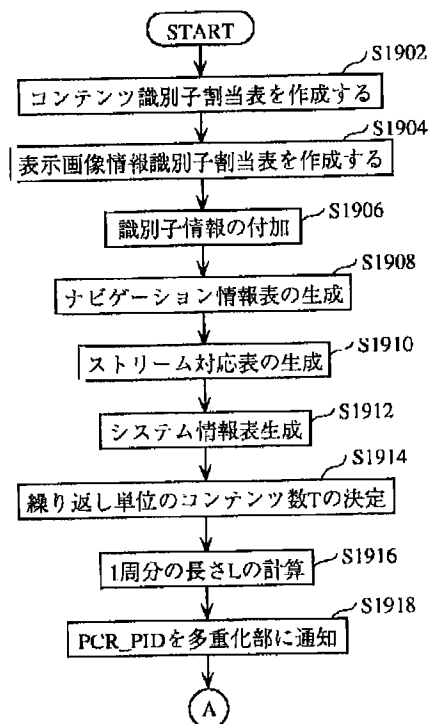 START
S1902
コンテンツ識別子割当表を作成する
S1904
表示画像情報識別子割当表を作成する
S1906
識別子情報の付加
S1908
ナビゲーション情報表の生成
S1910
ストリーム対応表の生成
S1912
システム情報表生成
S1914
繰り返し単位のコンテンツ数Tの決定
S1916
1周分の長さLの計算
S1918
PCR_PIDを多重化部に通知
A